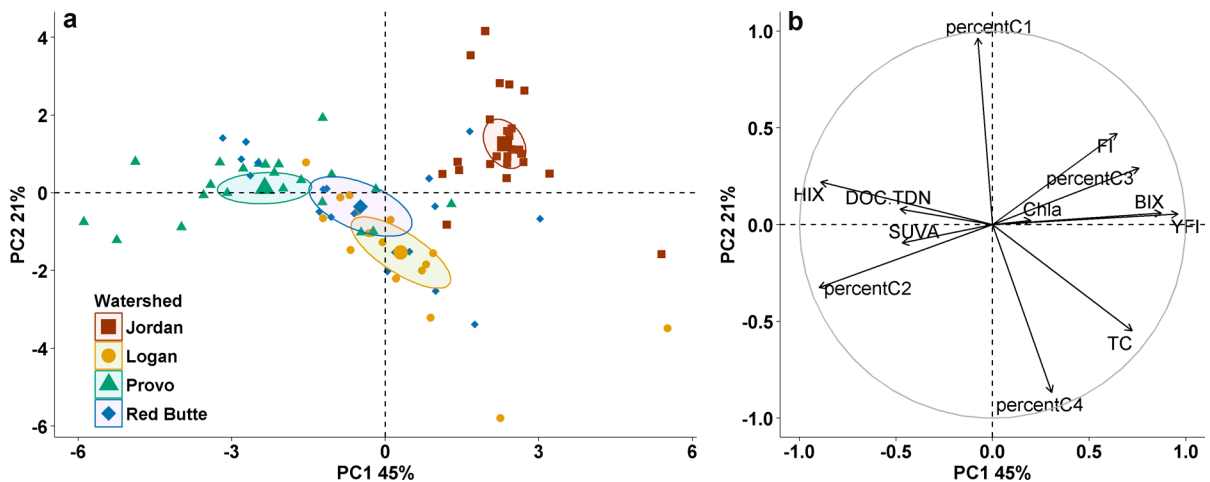 a
PC2 21%
4
2
0
-2
-4
-6
-6
-3
0
3
6
PC1 45%
Watershed
Jordan
Logan
Provo
Red Butte
b
PC2 21%
1.0
0.5
0.0
-0.5
-1.0
-1.0
-0.5
0.0
0.5
1.0
PC1 45%
percentC1
FI
percentC3
HIX
DOC.TDN
Chla
BIX
YFI
SUVA
percentC2
TC
percentC4